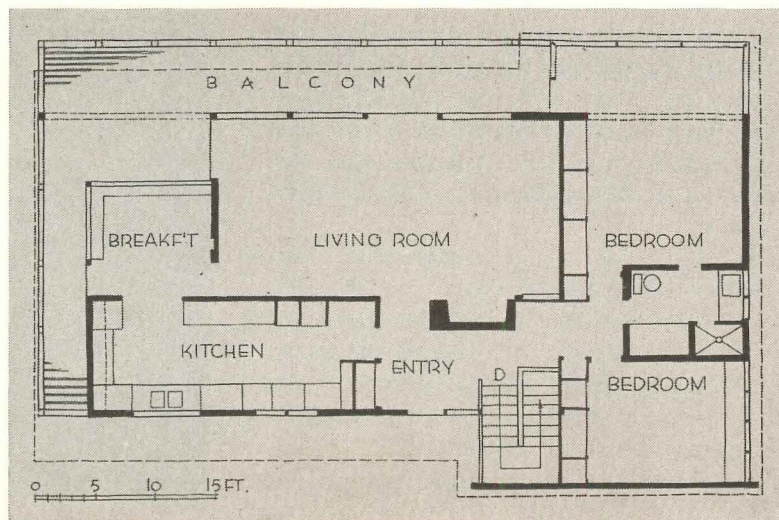 BALCONY
BREAKF'T
LIVING ROOM
BEDROOM
KITCHEN
ENTRY
D
BEDROOM
0 5 10 15 FT.